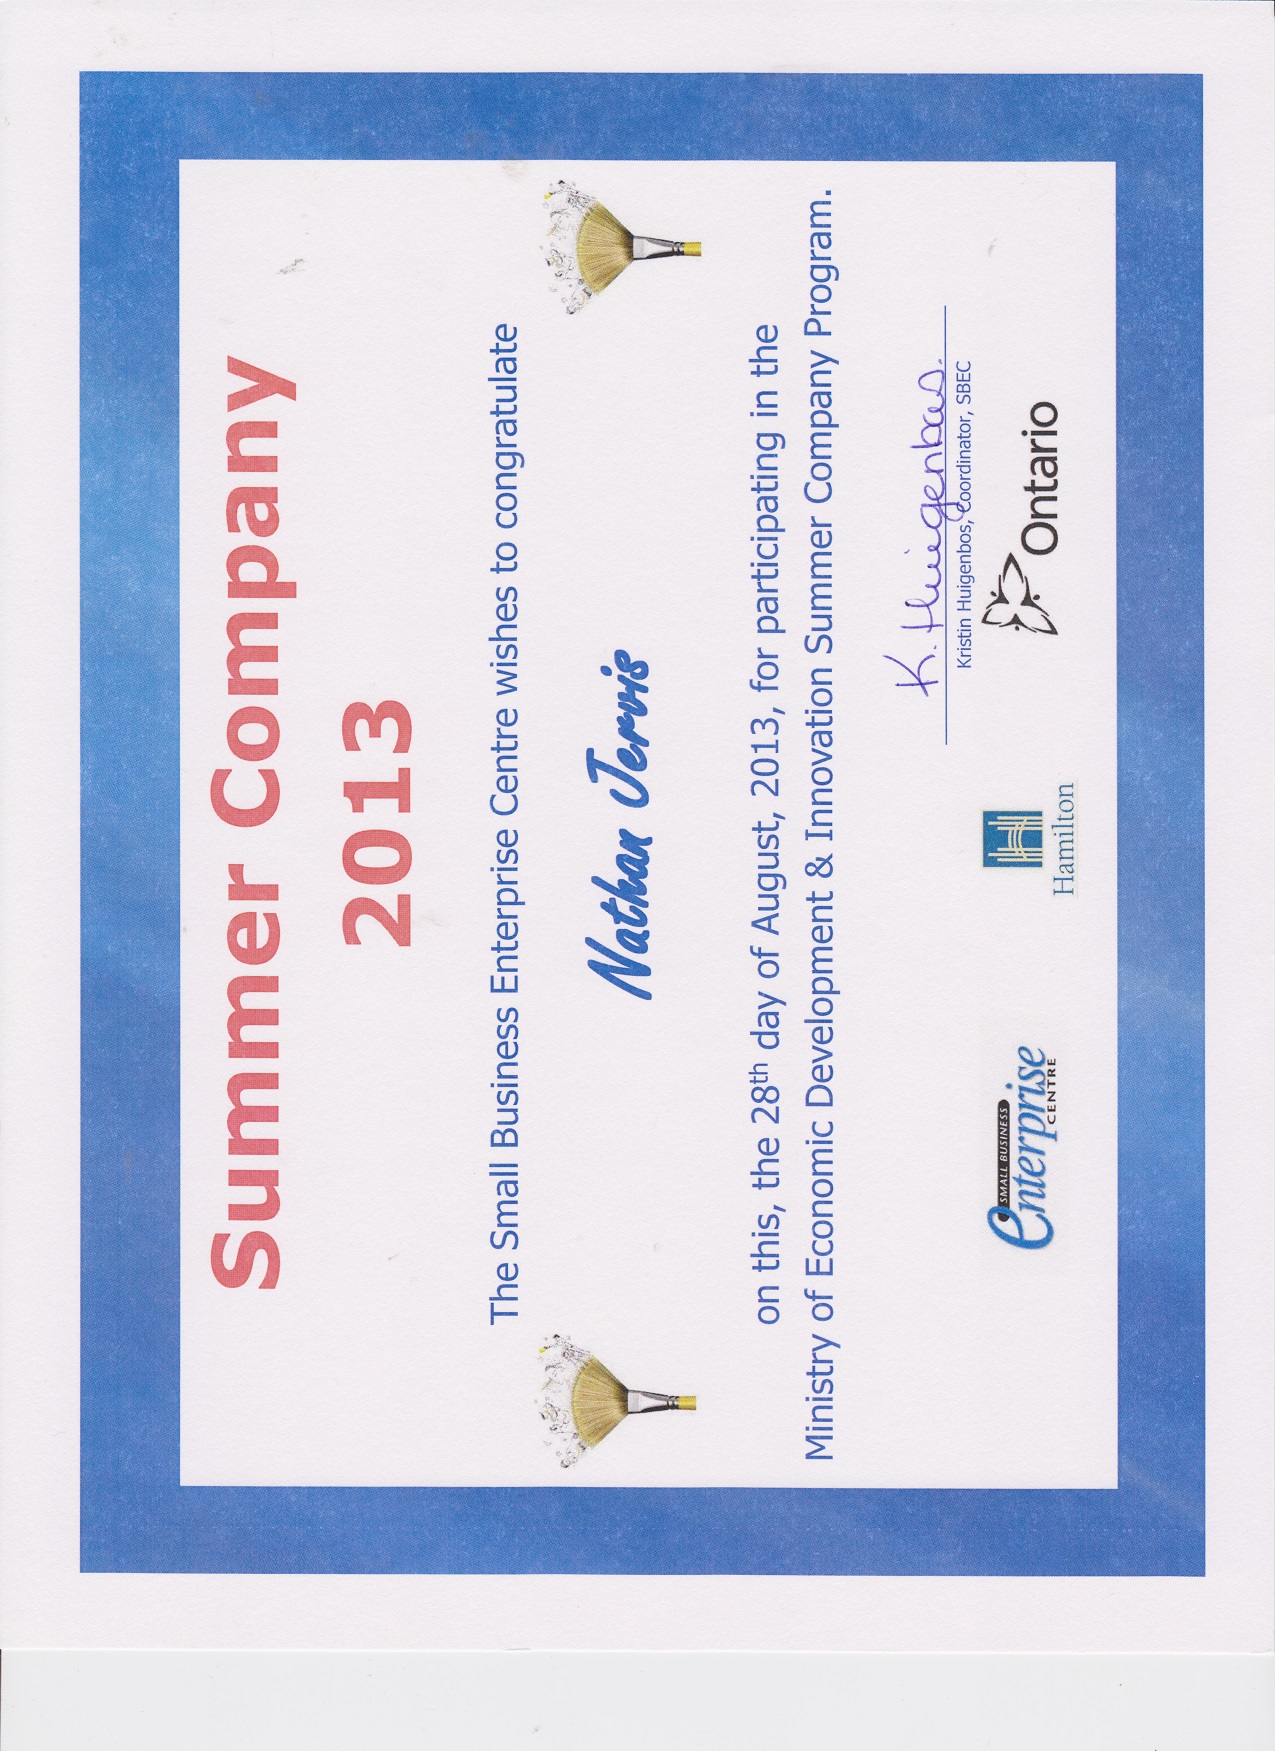 Summer Company
2013
The Small Business Enterprise Centre wishes to congratulate
Nathan Jervis
on this, the 28th day of August, 2013, for participating in the
Ministry of Economic Development & Innovation Summer Company Program.
K. Huigenbos.
Kristin Huigenbos, Coordinator, SBEC
SMALL BUSINESS
Enterprise
CENTRE
Hamilton
Ontario